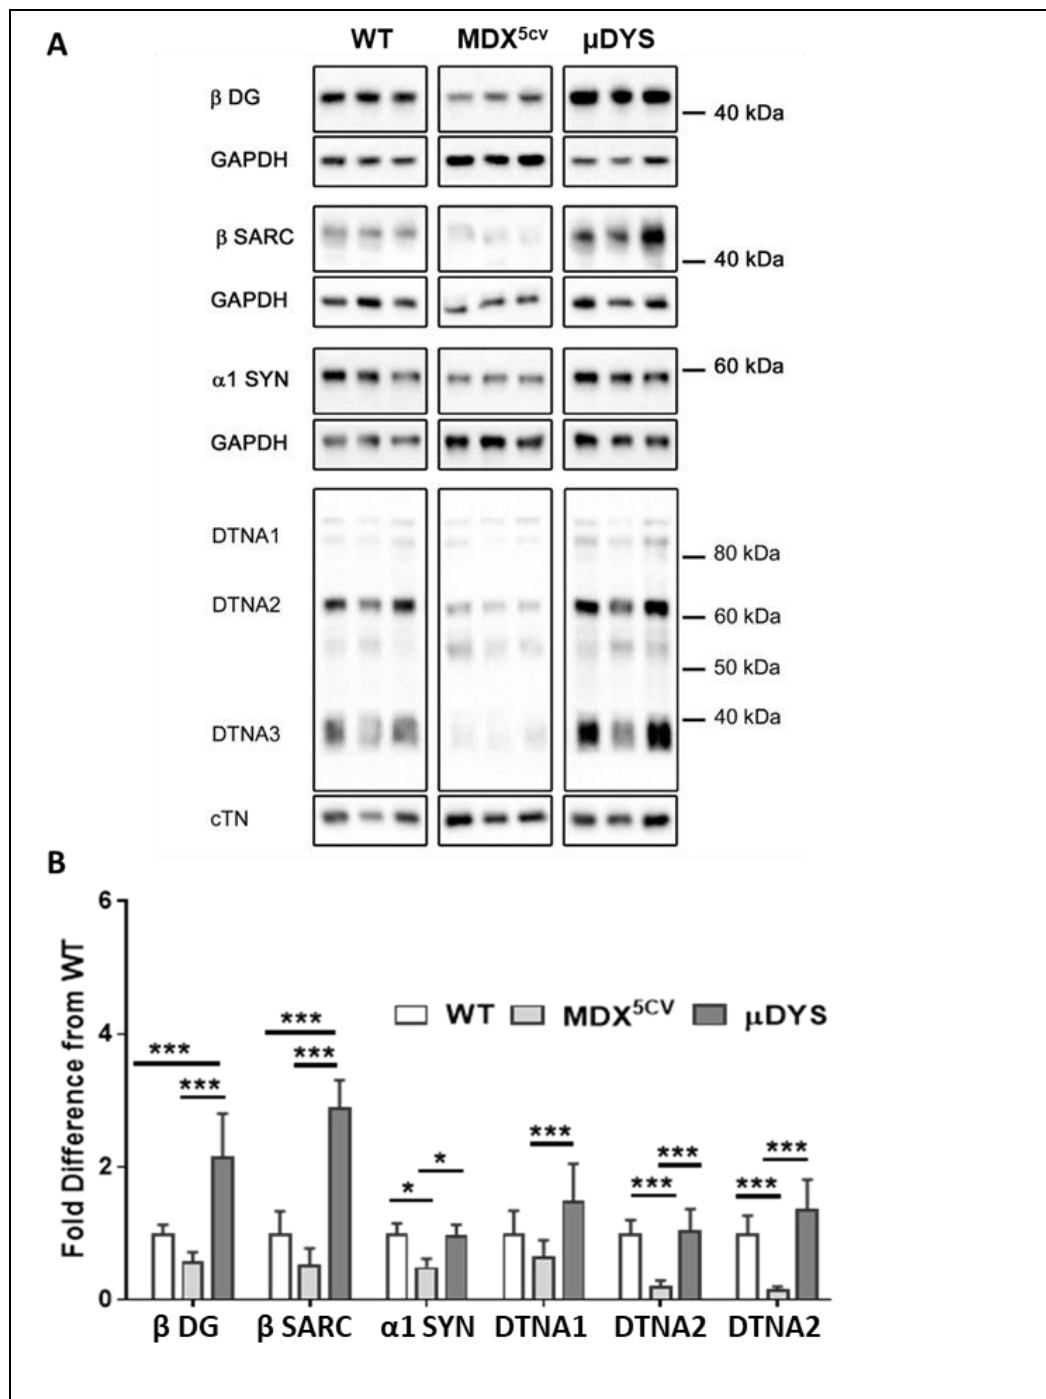 A
WT MDX5cv µDYS
β DG
40 kDa
GAPDH
β SARC
40 kDa
GAPDH
α1 SYN
60 kDa
GAPDH
DTNA1
80 kDa
DTNA2
60 kDa
50 kDa
40 kDa
DTNA3
cTN
B
Fold Difference from WT
6
4
2
0
WT MDX5CV µDYS
*** *** *** *** * * *** *** *** *** ***
β DG β SARC α1 SYN DTNA1 DTNA2 DTNA2